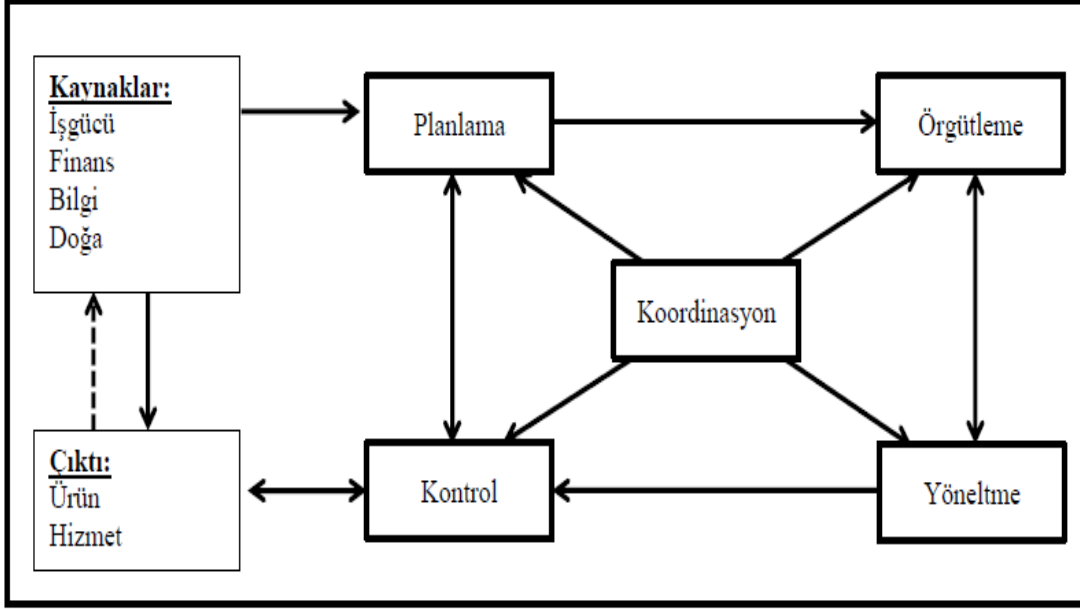 Kaynaklar:
İşgücü
Finans
Bilgi
Doğa
Planlama
Örgütleme
Koordinasyon
Çıktı:
Ürün
Hizmet
Kontrol
Yöneltme